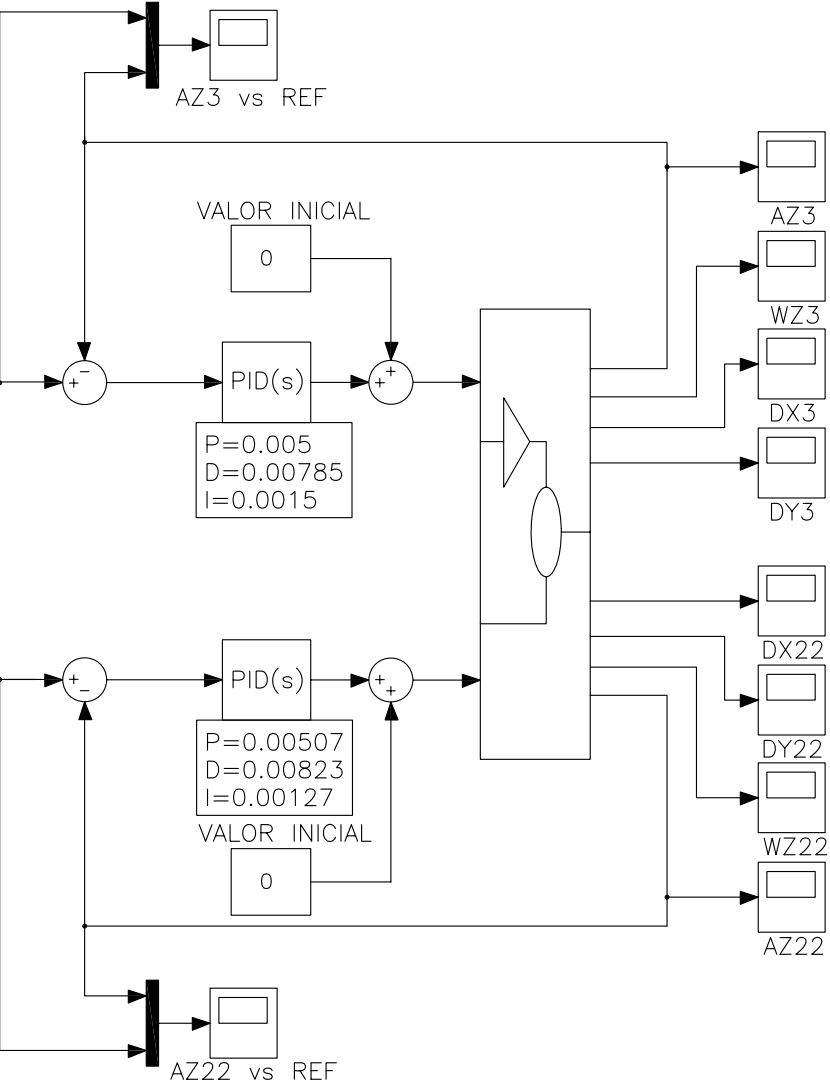 AZ3 vs REF
AZ3
VALOR INICIAL
0
WZ3
− + PID(s) + +
DX3
P=0.005
D=0.00785
I=0.0015
DY3
DX22
+ − PID(s) + +
DY22
P=0.00507
D=0.00823
I=0.00127
VALOR INICIAL
WZ22
0
AZ22
AZ22 vs REF